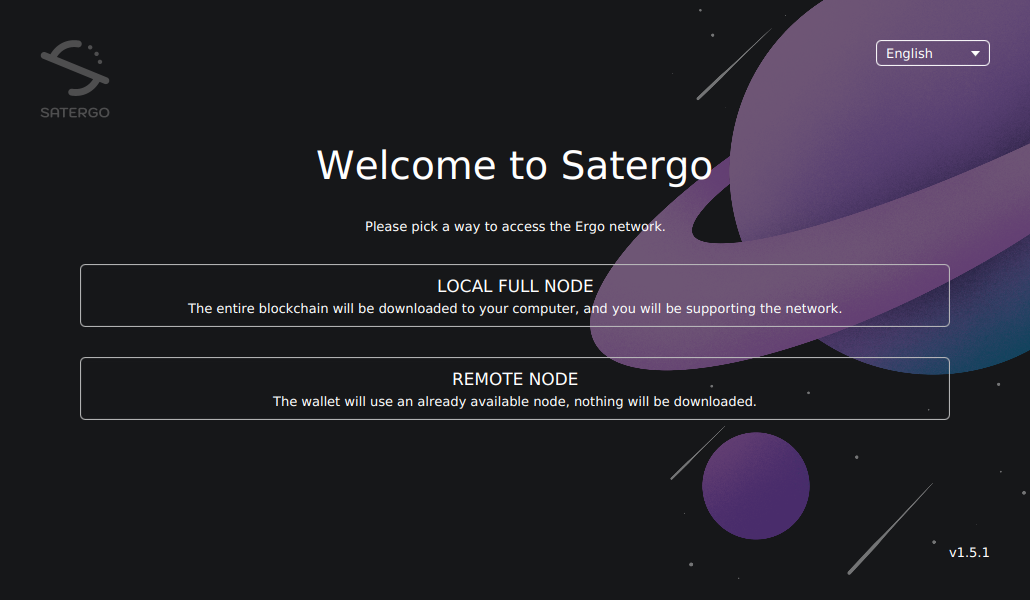 SATERGO
English
Welcome to Satergo
Please pick a way to access the Ergo network.
LOCAL FULL NODE
The entire blockchain will be downloaded to your computer, and you will be supporting the network.
REMOTE NODE
The wallet will use an already available node, nothing will be downloaded.
v1.5.1